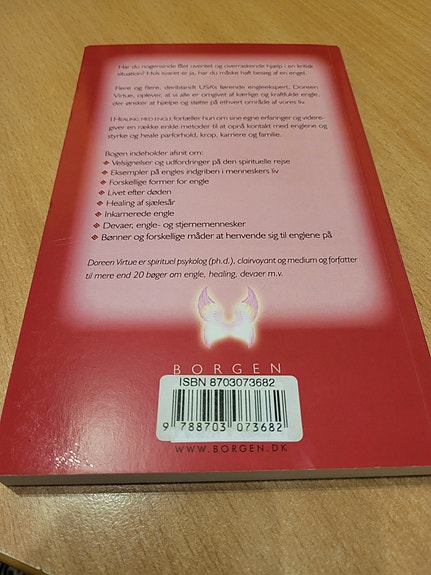 Har du nogensinde fået uventet og overraskende hjælp i en kritisk
situation? Hvis svaret er ja, har du måske haft besøg af en engel.
Flere og flere, deriblandt USA's førende engleekspert, Doreen
Virtue, oplever, at vi alle er omgivet af kærlige og kraftfulde engle,
der ønsker at hjælpe og støtte på ethvert område af vores liv.
I HEALING MED ENGLE fortæller hun om sine egne erfaringer og videre-
giver en række enkle metoder til at opnå kontakt med englene og
styrke og heale parforhold, krop, karriere og familie.
Bogen indeholder afsnit om:
❖ Velsignelser og udfordringer på den spirituelle rejse
❖ Eksempler på engles indgriben i menneskers liv
❖ Forskellige former for engle
❖ Livet efter døden
❖ Healing af sjælesår
❖ Inkarnerede engle
❖ Devaer, engle- og stjernemennesker
❖ Bønner og forskellige måder at henvende sig til englene på
Doreen Virtue er spirituel psykolog (ph.d.), clairvoyant og medium og forfatter
til mere end 20 bøger om engle, healing, devaer m.v.
BORGEN
ISBN 8703073682
9 788703 073682
WWW.BORGEN.DK